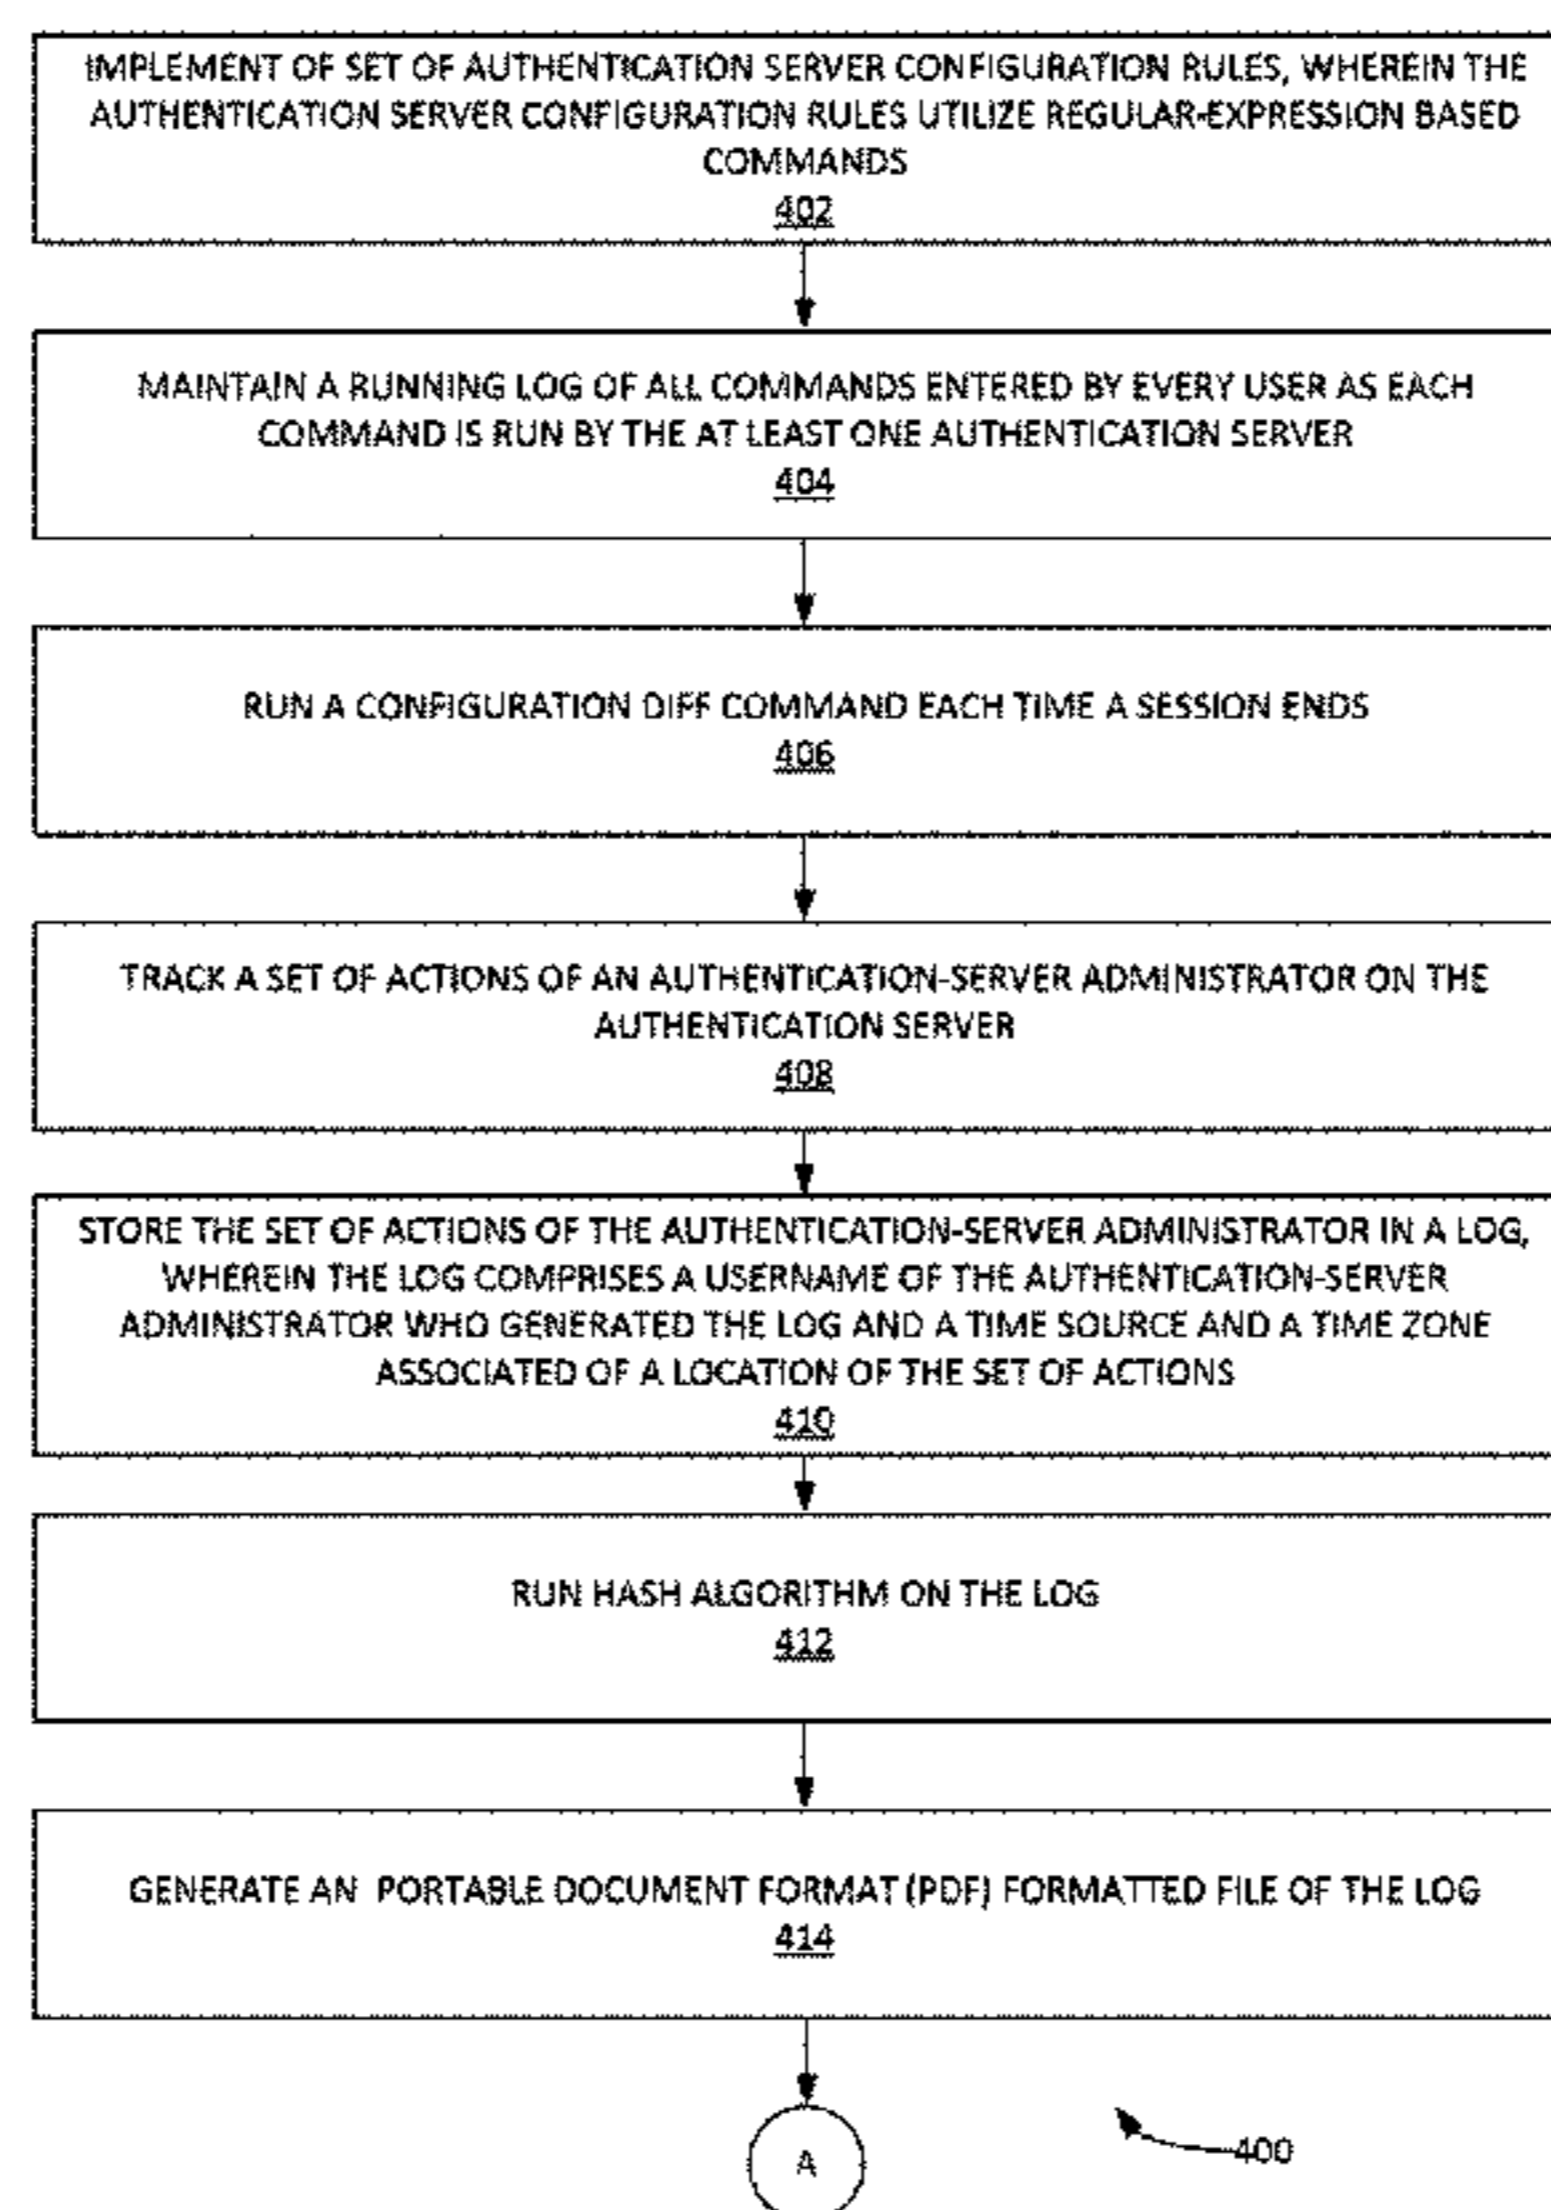 IMPLEMENT OF SET OF AUTHENTICATION SERVER CONFIGURATION RULES, WHEREIN THE
AUTHENTICATION SERVER CONFIGURATION RULES UTILIZE REGULAR-EXPRESSION BASED
COMMANDS
402
MAINTAIN A RUNNING LOG OF ALL COMMANDS ENTERED BY EVERY USER AS EACH
COMMAND IS RUN BY THE AT LEAST ONE AUTHENTICATION SERVER
404
RUN A CONFIGURATION DIFF COMMAND EACH TIME A SESSION ENDS
406
TRACK A SET OF ACTIONS OF AN AUTHENTICATION-SERVER ADMINISTRATOR ON THE
AUTHENTICATION SERVER
408
STORE THE SET OF ACTIONS OF THE AUTHENTICATION-SERVER ADMINISTRATOR IN A LOG,
WHEREIN THE LOG COMPRISES A USERNAME OF THE AUTHENTICATION-SERVER
ADMINISTRATOR WHO GENERATED THE LOG AND A TIME SOURCE AND A TIME ZONE
ASSOCIATED OF A LOCATION OF THE SET OF ACTIONS
410
RUN HASH ALGORITHM ON THE LOG
412
GENERATE AN PORTABLE DOCUMENT FORMAT (PDF) FORMATTED FILE OF THE LOG
414
A
400